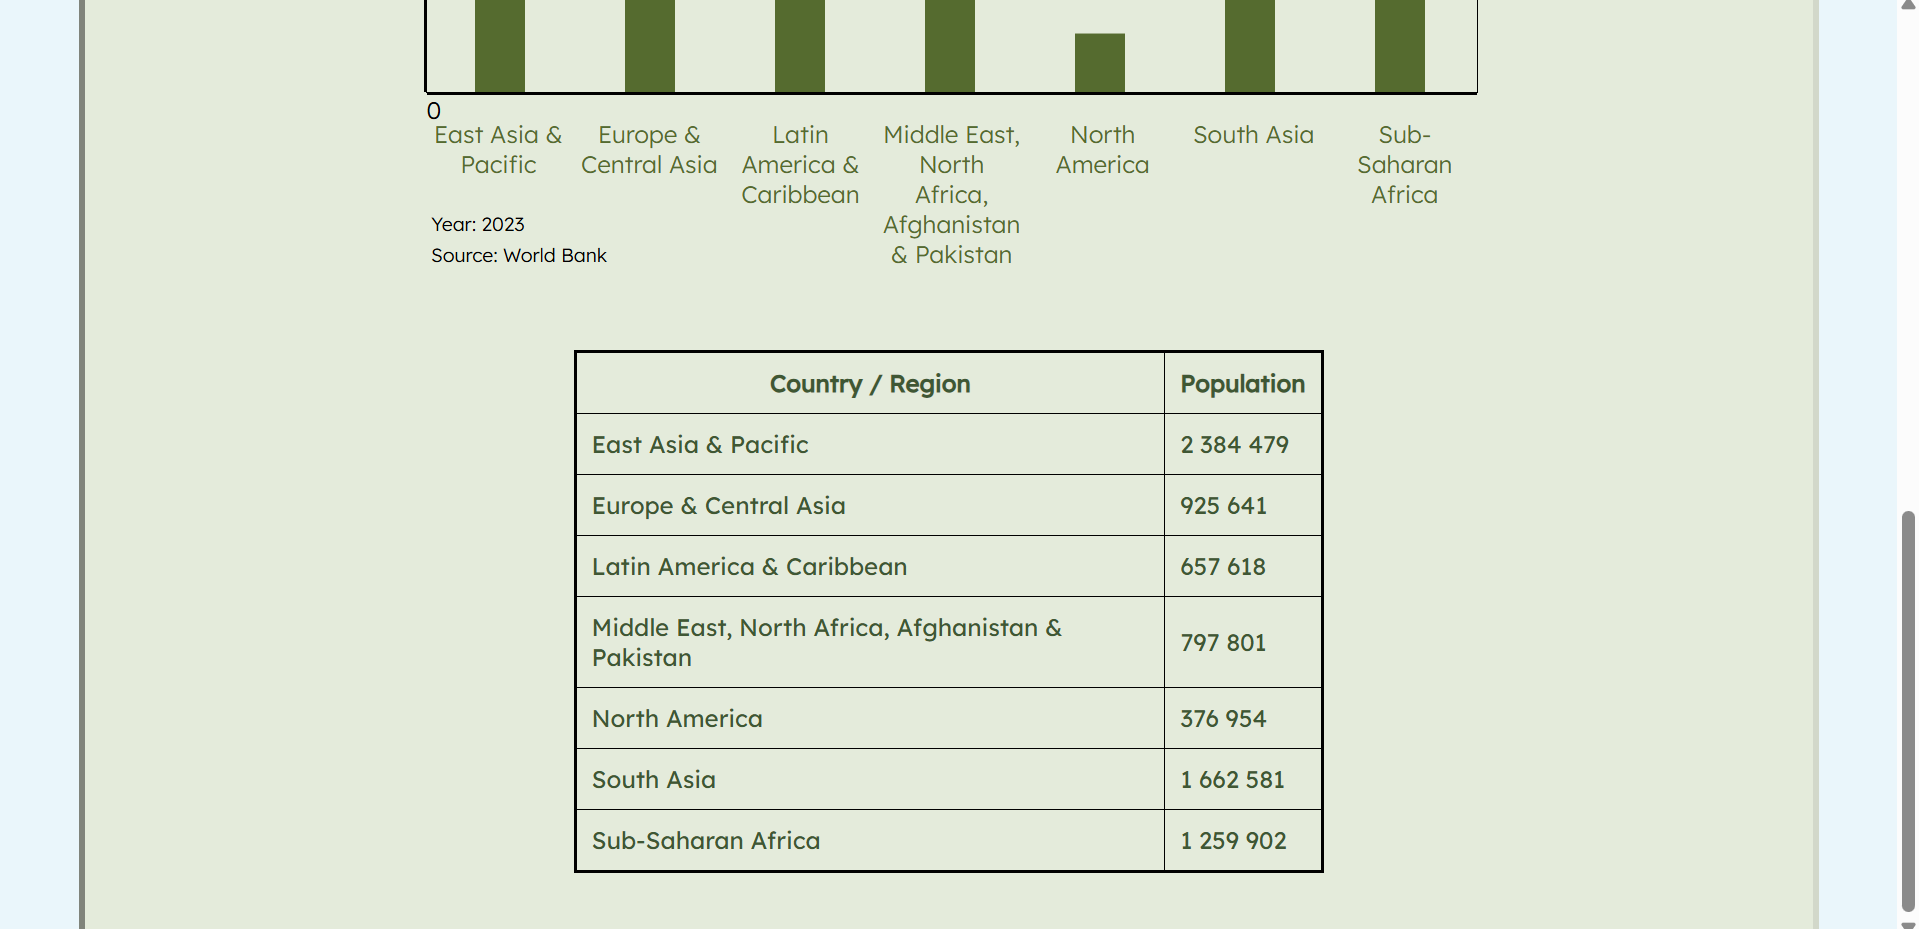 0
East Asia &
Pacific
Europe &
Central Asia
Latin
America &
Caribbean
Middle East,
North
Africa,
Afghanistan
& Pakistan
North
America
South Asia
Sub-
Saharan
Africa
Year: 2023
Source: World Bank
Country / Region Population
East Asia & Pacific 2 384 479
Europe & Central Asia 925 641
Latin America & Caribbean 657 618
Middle East, North Africa, Afghanistan &
Pakistan
797 801
North America 376 954
South Asia 1 662 581
Sub-Saharan Africa 1 259 902